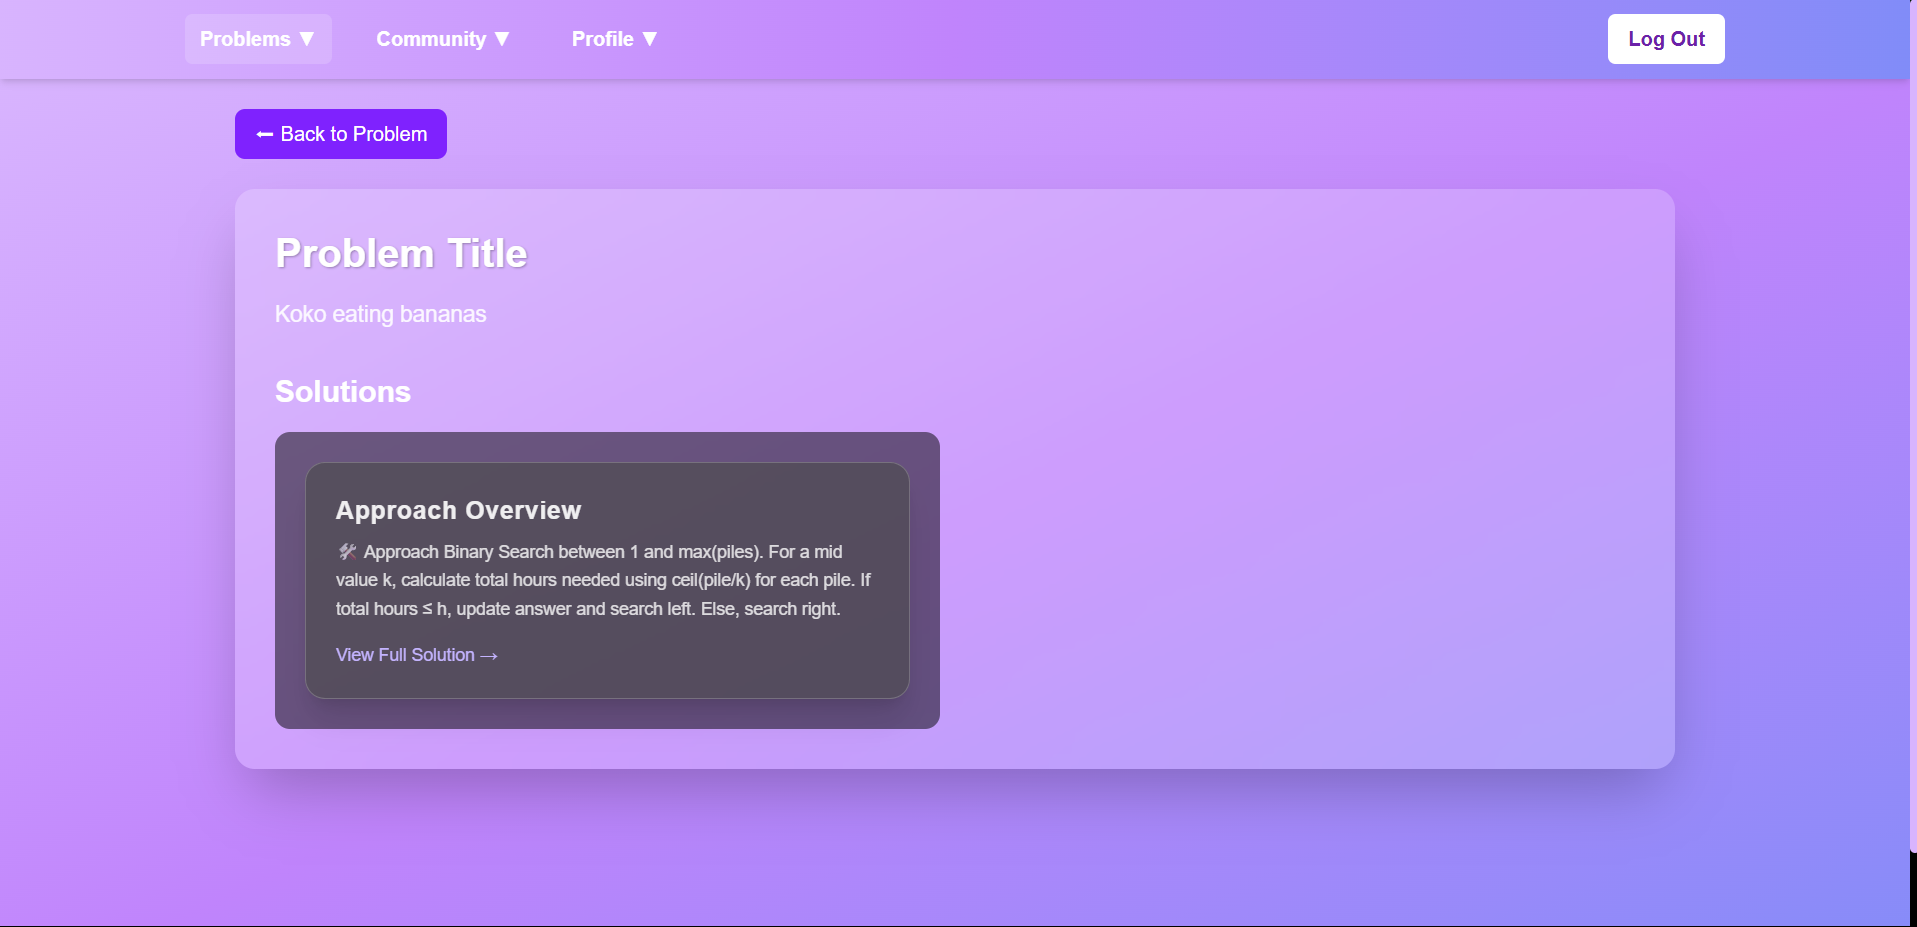 Problems ▼ Community ▼ Profile ▼ Log Out
← Back to Problem
Problem Title
Koko eating bananas
Solutions
Approach Overview
🛠 Approach Binary Search between 1 and max(piles). For a mid
value k, calculate total hours needed using ceil(pile/k) for each pile. If
total hours ≤ h, update answer and search left. Else, search right.
View Full Solution →